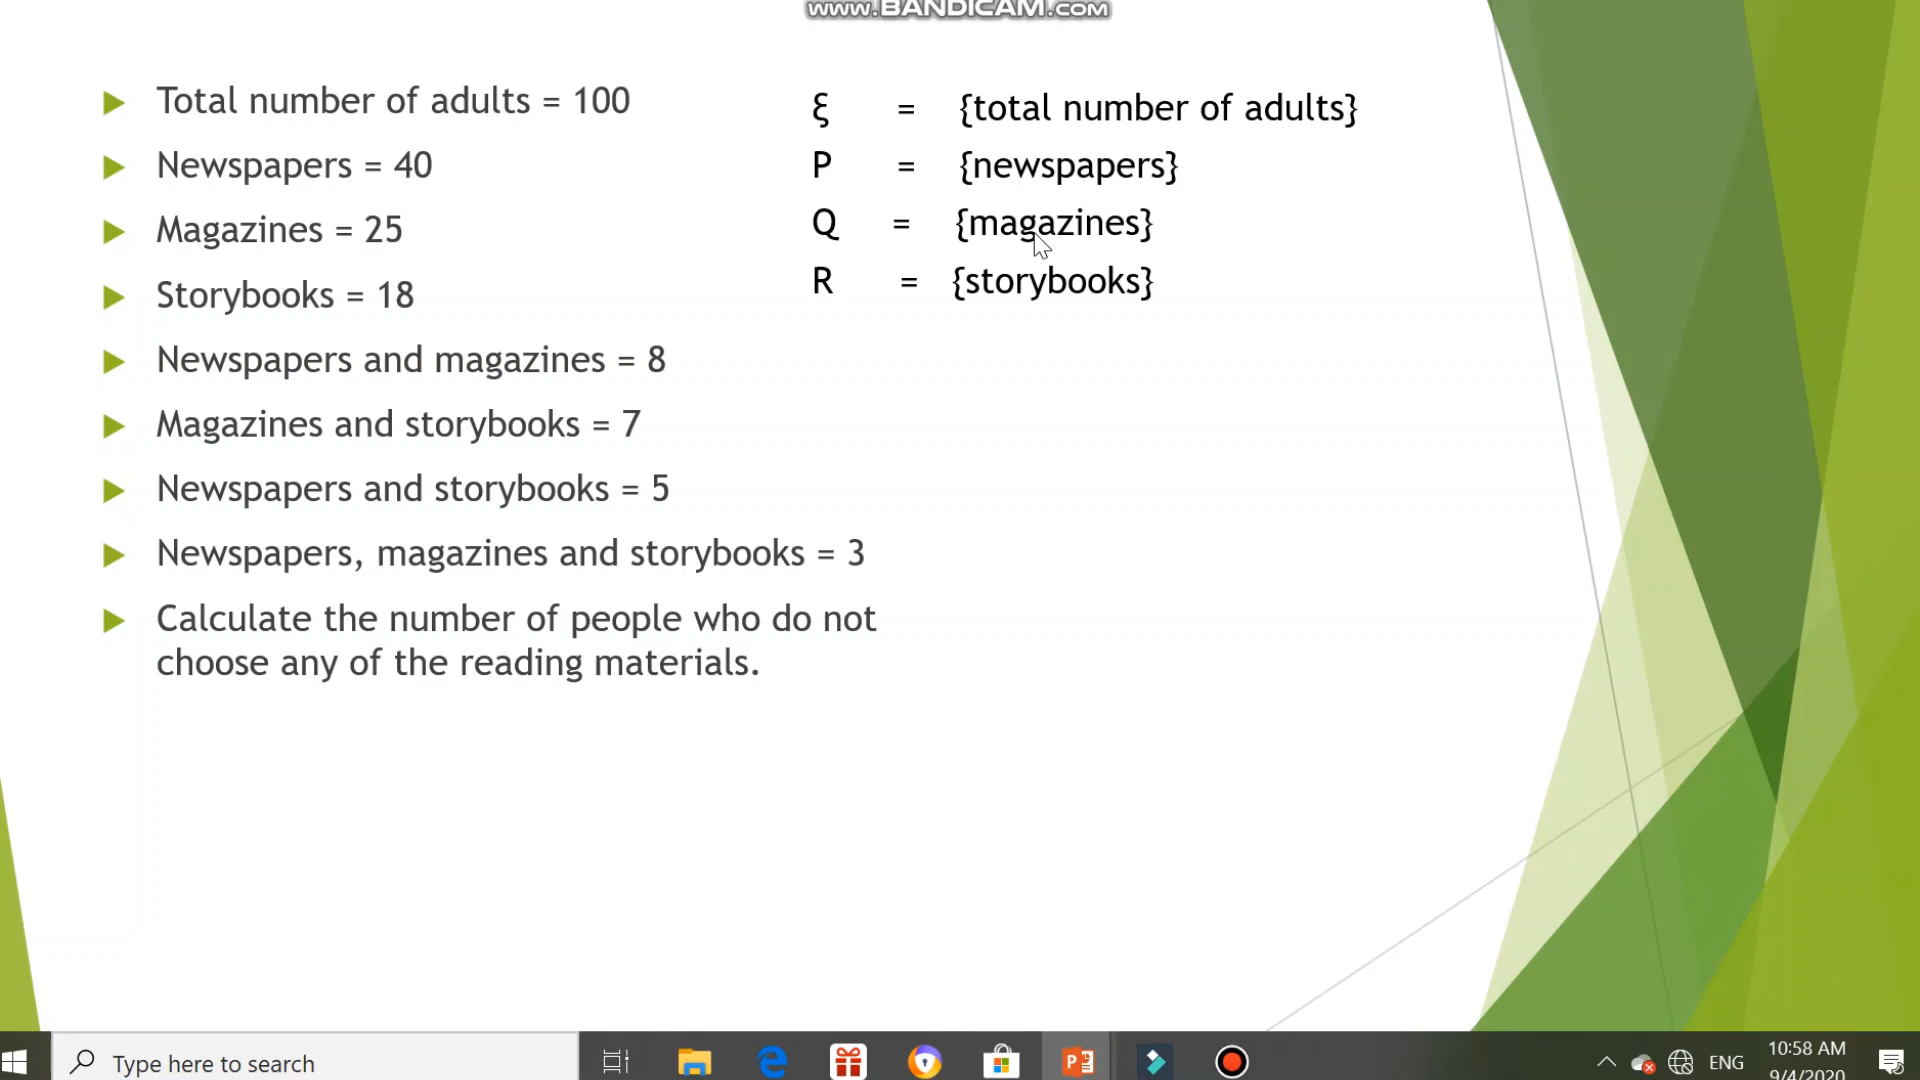 www.BANDICAM.com
Total number of adults = 100
Newspapers = 40
Magazines = 25
Storybooks = 18
Newspapers and magazines = 8
Magazines and storybooks = 7
Newspapers and storybooks = 5
Newspapers, magazines and storybooks = 3
Calculate the number of people who do not
choose any of the reading materials.
ξ = {total number of adults}
P = {newspapers}
Q = {magazines}
R = {storybooks}
Type here to search
ENG
10:58 AM
9/4/2020